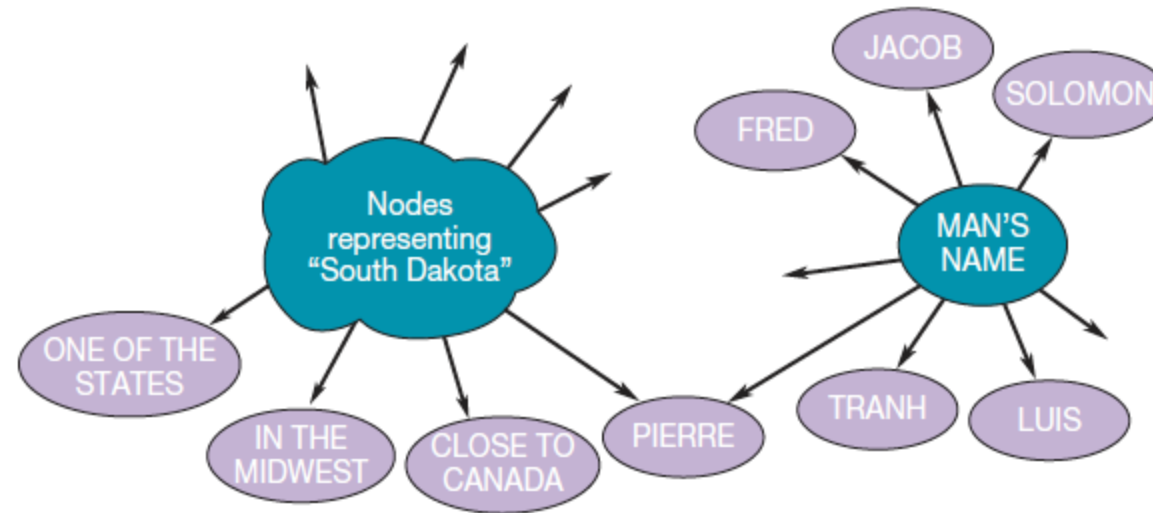 Nodes
representing
“South Dakota”
ONE OF THE
STATES
IN THE
MIDWEST
CLOSE TO
CANADA
PIERRE
JACOB
SOLOMON
FRED
MAN’S
NAME
TRANH
LUIS